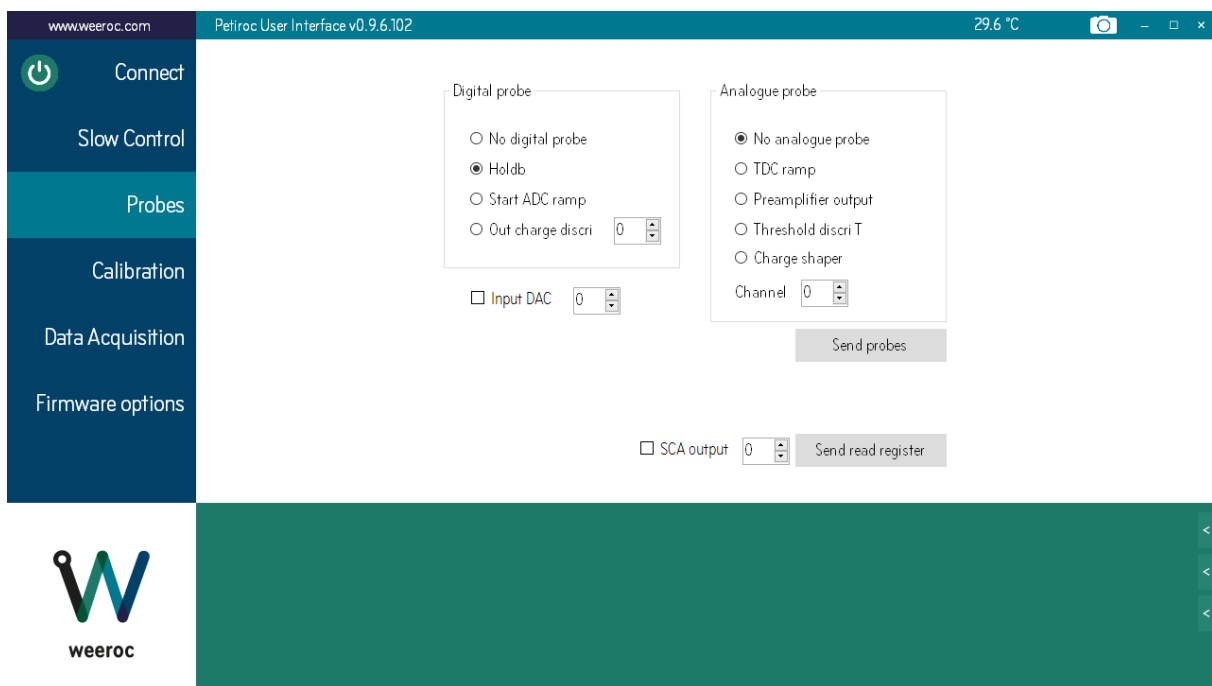 www.weeroc.com
Petiroc User Interface v0.9.6.102
29.6 °C
Connect
Slow Control
Probes
Calibration
Data Acquisition
Firmware options
Digital probe
No digital probe
Holdb
Start ADC ramp
Out charge discri 0
Input DAC 0
Analogue probe
No analogue probe
TDC ramp
Preamplifier output
Threshold discri T
Charge shaper
Channel 0
Send probes
SCA output 0 Send read register
<
<
<
weeroc